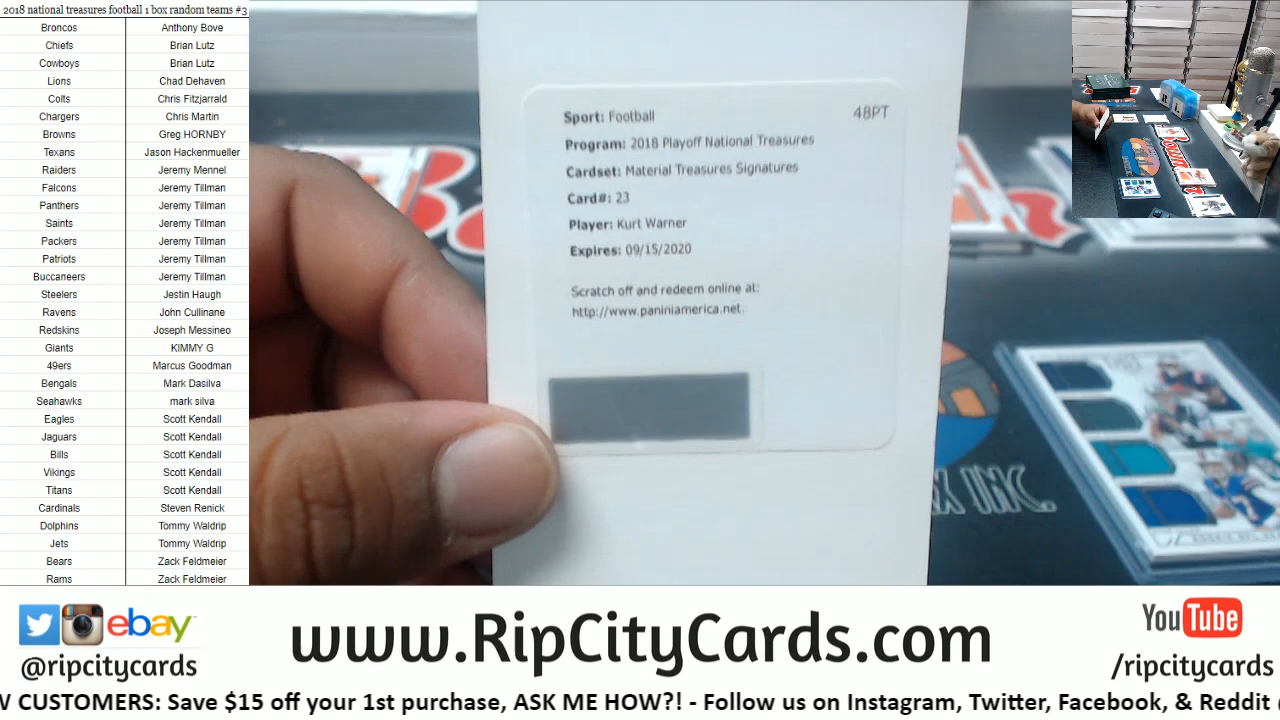 2018 national treasures football 1 box random teams #3
Broncos Anthony Bove
Chiefs Brian Lutz
Cowboys Brian Lutz
Lions Chad Dehaven
Colts Chris Fitzjarrald
Chargers Chris Martin
Browns Greg HORNBY
Texans Jason Hackenmueller
Raiders Jeremy Mennel
Falcons Jeremy Tillman
Panthers Jeremy Tillman
Saints Jeremy Tillman
Packers Jeremy Tillman
Patriots Jeremy Tillman
Buccaneers Jeremy Tillman
Steelers Jestin Haugh
Ravens John Cullinane
Redskins Joseph Messineo
Giants KIMMY G
49ers Marcus Goodman
Bengals Mark Dasilva
Seahawks mark silva
Eagles Scott Kendall
Jaguars Scott Kendall
Bills Scott Kendall
Vikings Scott Kendall
Titans Scott Kendall
Cardinals Steven Renick
Dolphins Tommy Waldrip
Jets Tommy Waldrip
Bears Zack Feldmeier
Rams Zack Feldmeier
Sport: Football 48PT
Program: 2018 Playoff National Treasures
Cardset: Material Treasures Signatures
Card#: 23
Player: Kurt Warner
Expires: 09/15/2020
Scratch off and redeem online at:
http://www.paniniamerica.net.
INC.
ebay
@ripcitycards
www.RipCityCards.com
YouTube
/ripcitycards
W CUSTOMERS: Save $15 off your 1st purchase, ASK ME HOW?! - Follow us on Instagram, Twitter, Facebook, & Reddit